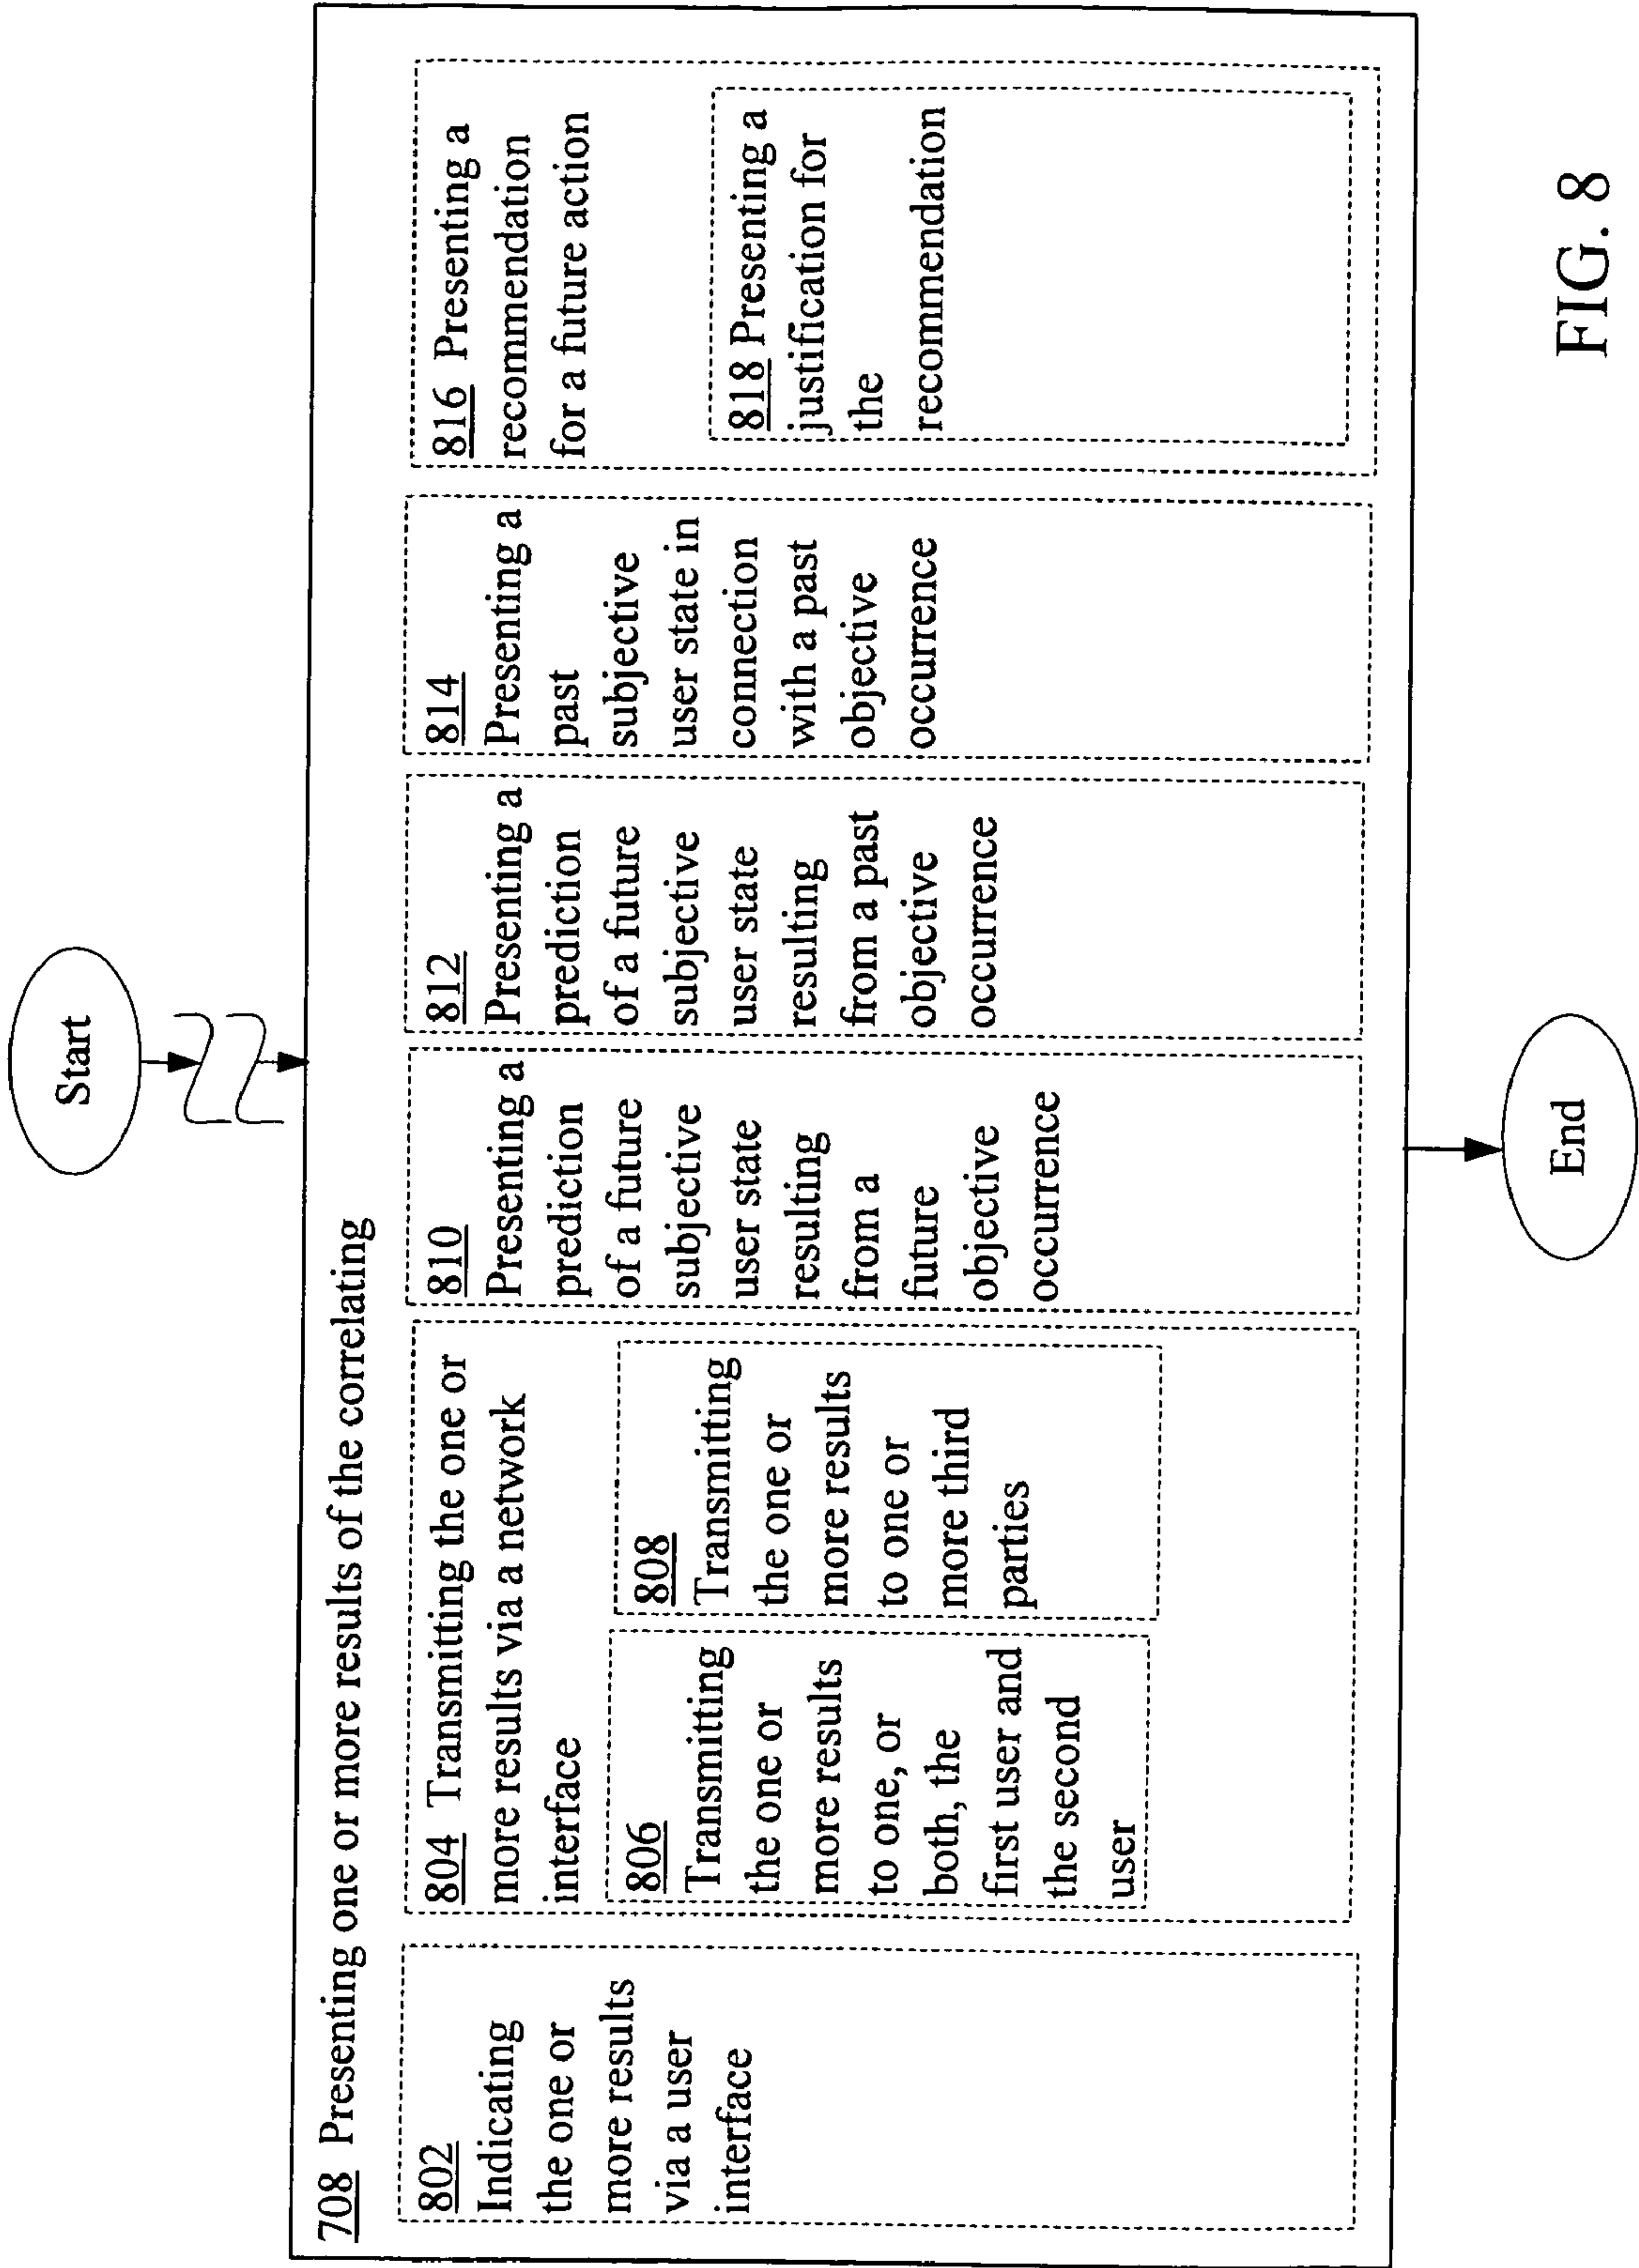 Start
708 Presenting one or more results of the correlating
802
Indicating
the one or
more results
via a user
interface
804 Transmitting the one or
more results via a network
interface
806
Transmitting
the one or
more results
to one, or
both, the
first user and
the second
user
808
Transmitting
the one or
more results
to one or
more third
parties
810
Presenting a
prediction
of a future
subjective
user state
resulting
from a
future
objective
occurrence
812
Presenting a
prediction
of a future
subjective
user state
resulting
from a past
objective
occurrence
814
Presenting a
past
subjective
user state in
connection
with a past
objective
occurrence
816 Presenting a
recommendation
for a future action
818 Presenting a
justification for
the
recommendation
End
FIG. 8